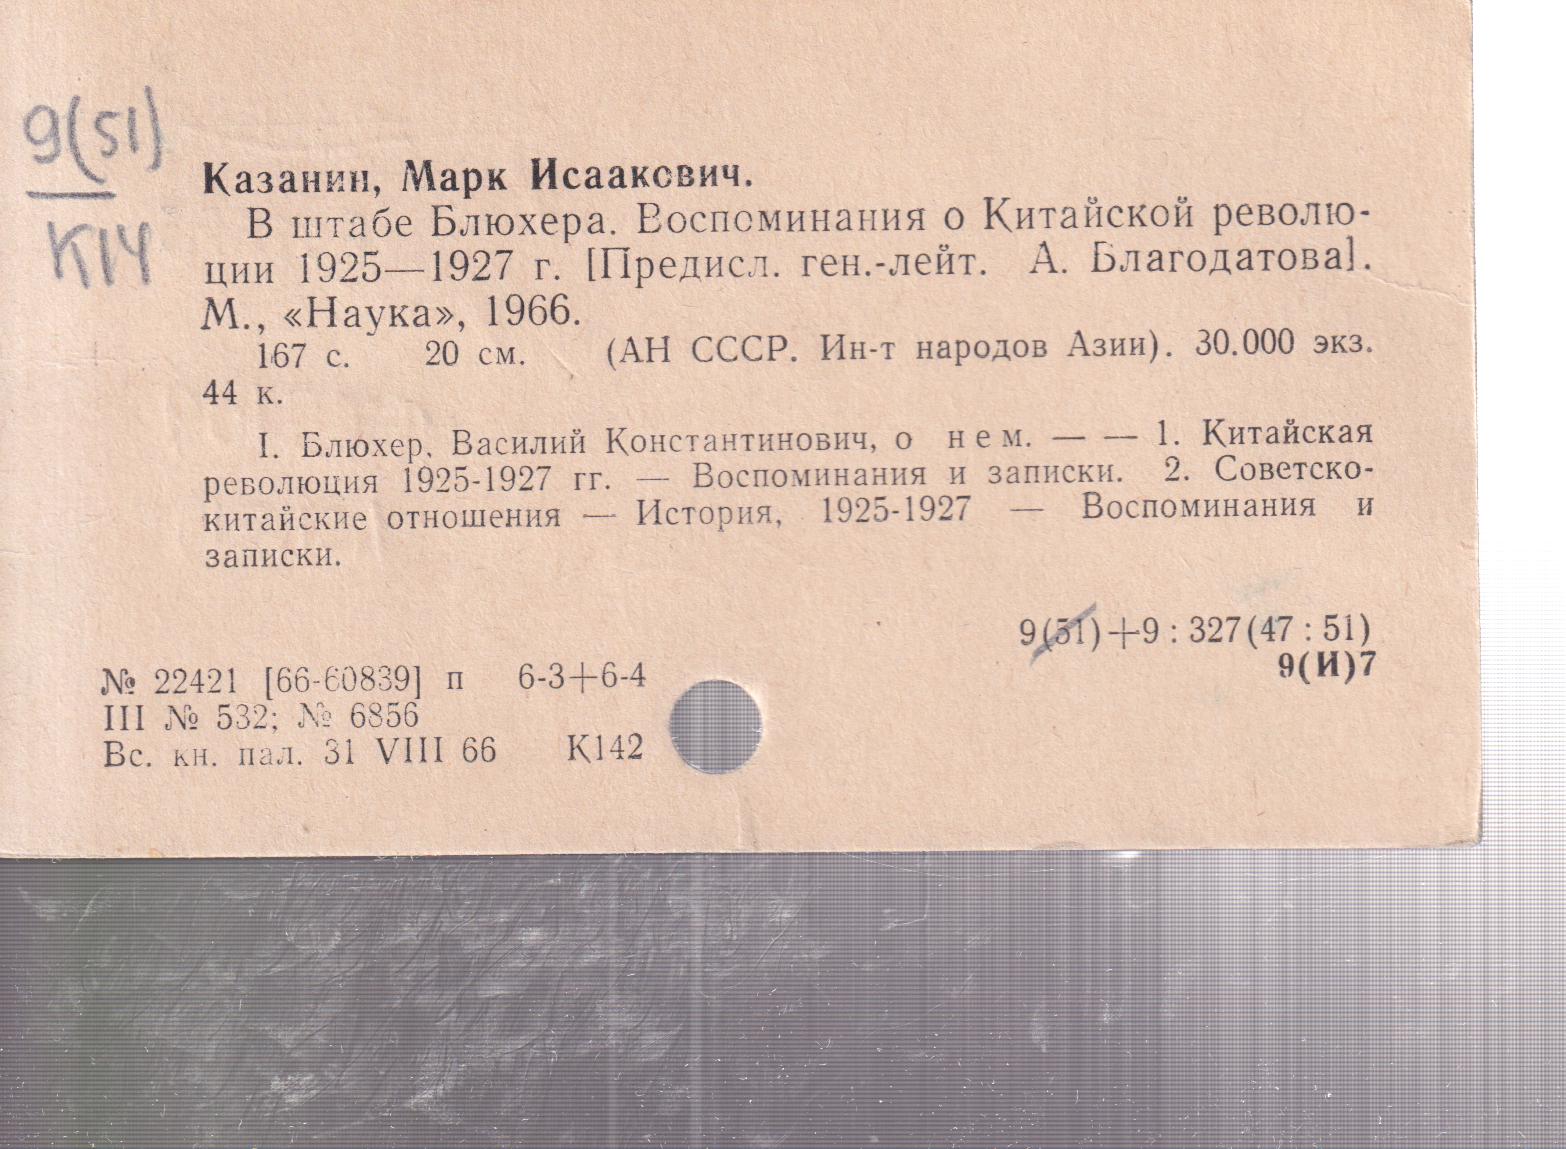 9(51)
К14
Казанин, Марк Исаакович.
В штабе Блюхера. Воспоминания о Китайской револю-
ции 1925—1927 г. [Предисл. ген.-лейт. А. Благодатова].
М., «Наука», 1966.
167 с. 20 см. (АН СССР. Ин-т народов Азии). 30.000 экз.
44 к.
I. Блюхер, Василий Константинович, о нем. — — 1. Китайская
революция 1925-1927 гг. — Воспоминания и записки. 2. Советско-
китайские отношения — История, 1925-1927 — Воспоминания и
записки.
9(51)+9 : 327(47 : 51)
9(И)7
№ 22421 [66-60839] п 6-3+6-4
III № 532; № 6856
Вс. кн. пал. 31 VIII 66 К142